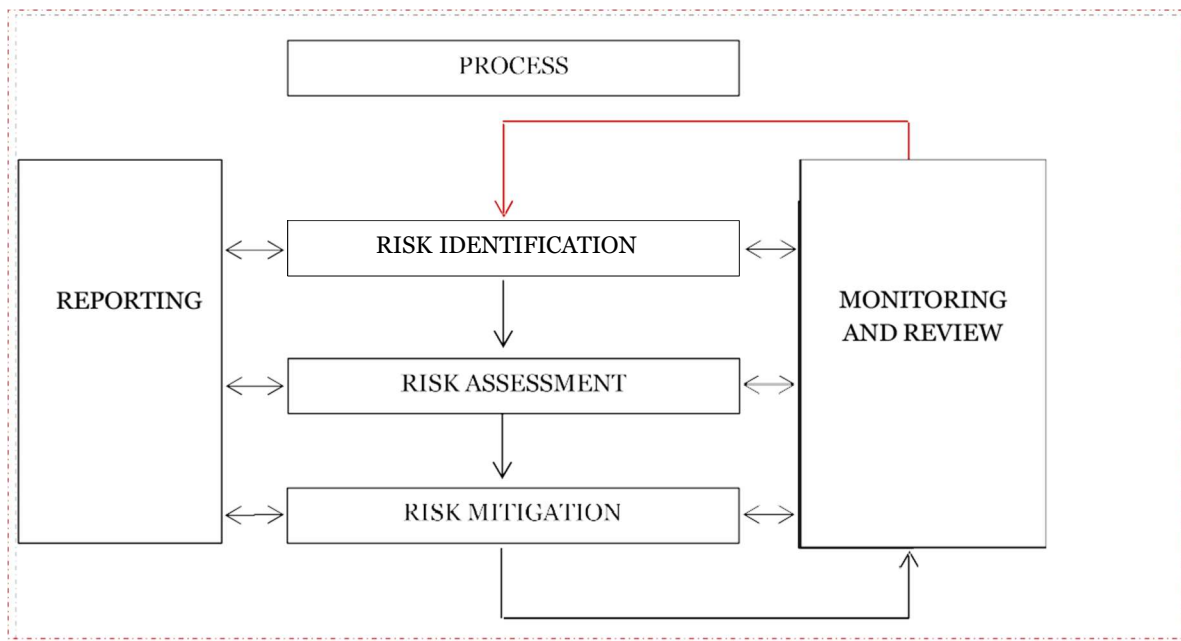 PROCESS
RISK IDENTIFICATION
REPORTING
MONITORING
AND REVIEW
RISK ASSESSMENT
RISK MITIGATION